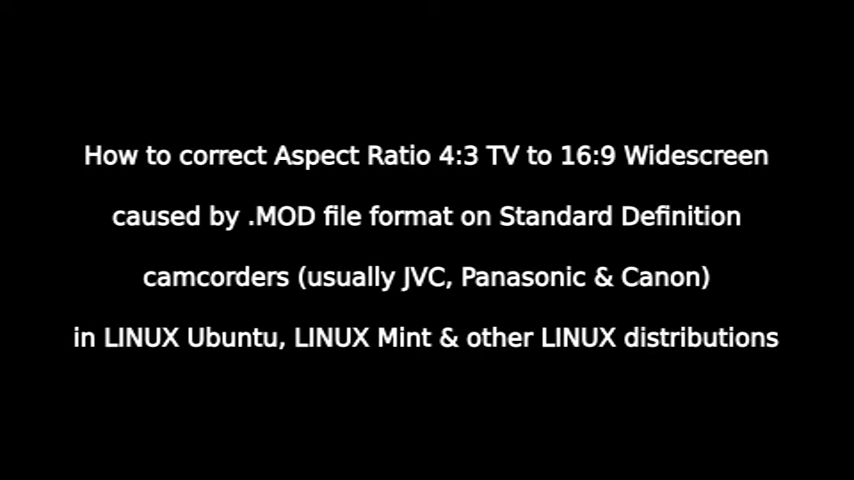 How to correct Aspect Ratio 4:3 TV to 16:9 Widescreen
caused by .MOD file format on Standard Definition
camcorders (usually JVC, Panasonic & Canon)
in LINUX Ubuntu, LINUX Mint & other LINUX distributions